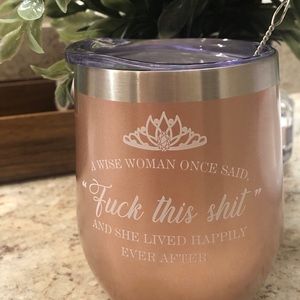 A WISE WOMAN ONCE SAID,
"Fuck this shit"
AND SHE LIVED HAPPILY
EVER AFTER